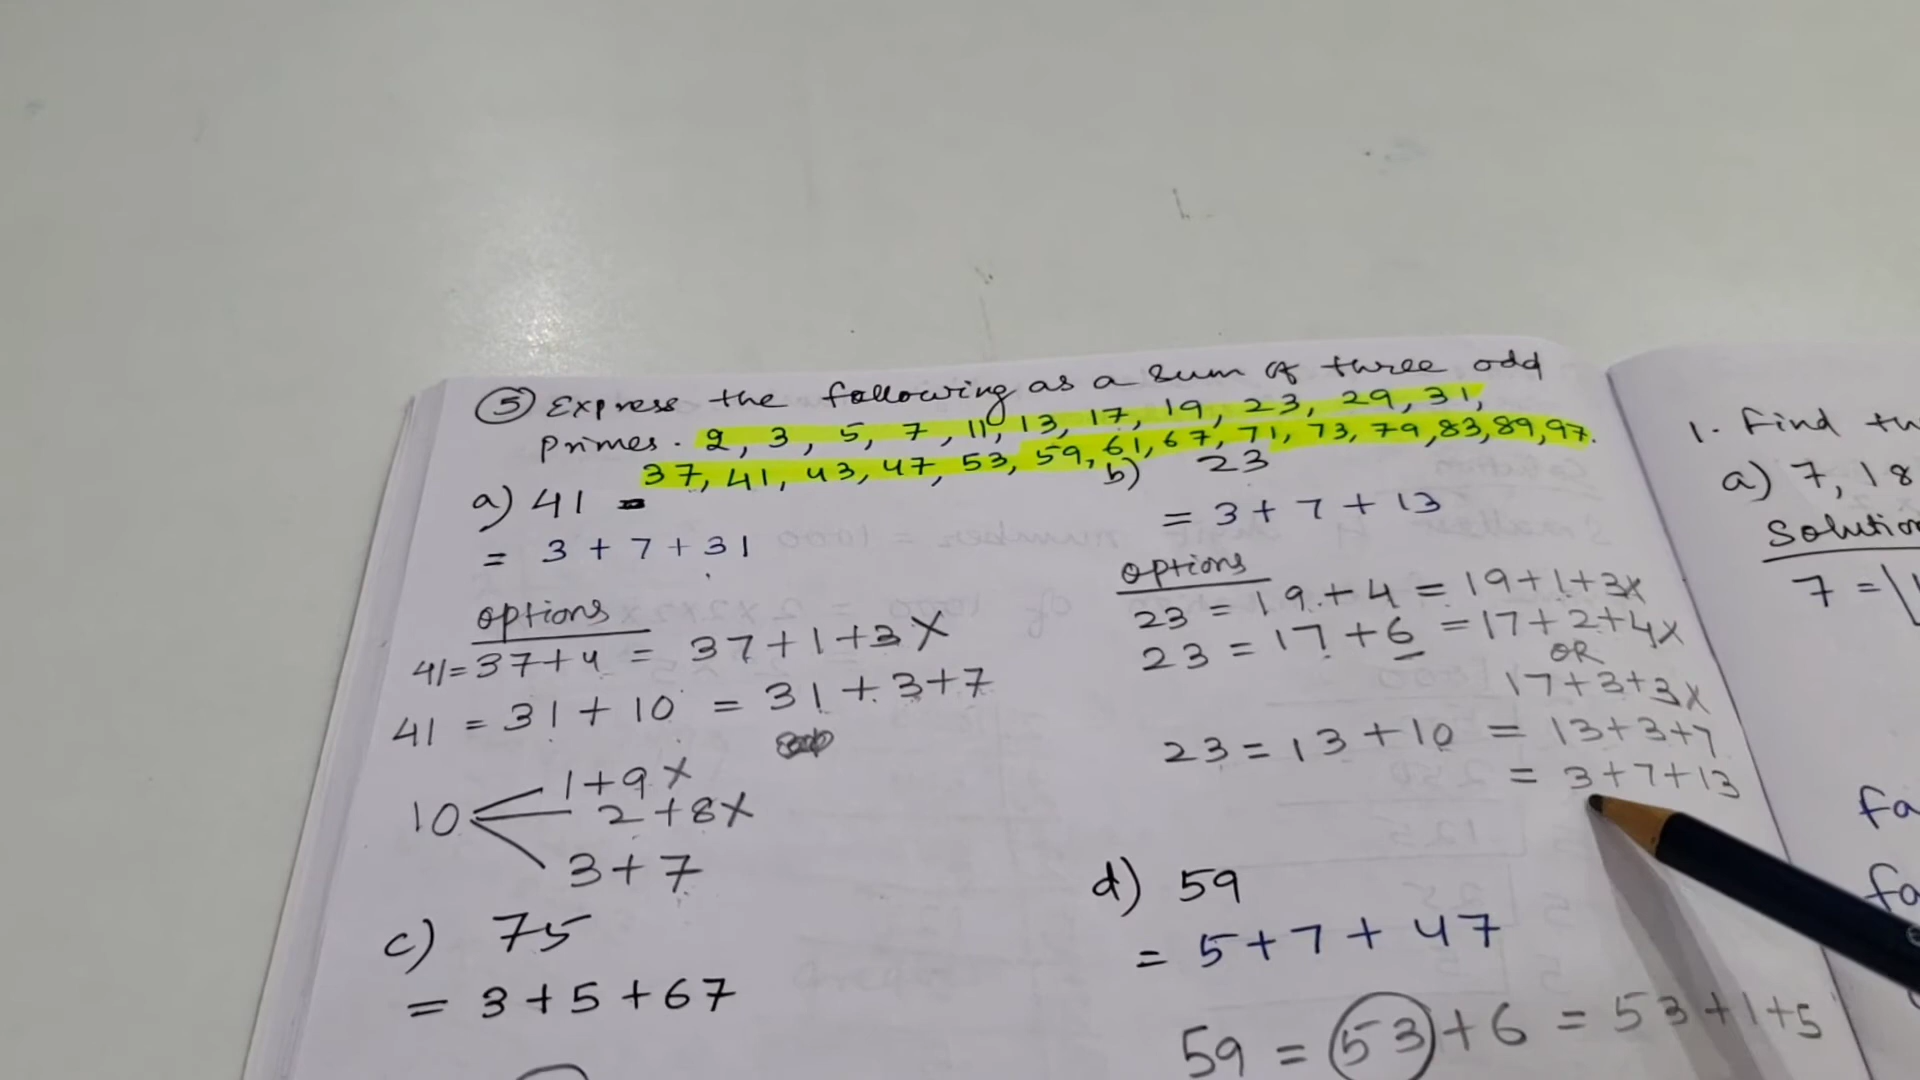 5 Express the following as a sum of three odd
primes. 2, 3, 5, 7, 11, 13, 17, 19, 23, 29, 31,
37, 41, 43, 47, 53, 59, 61, 67, 71, 73, 79, 83, 89, 97.
a) 41 =
= 3 + 7 + 31
options
41 = 37 + 4 = 37 + 1 + 3 X
41 = 31 + 10 = 31 + 3 + 7
10
1 + 9 X
2 + 8 X
3 + 7
b) 23
= 3 + 7 + 13
options
23 = 19 + 4 = 19 + 1 + 3 X
23 = 17 + 6 = 17 + 2 + 4 X
OR
17 + 3 + 3 X
23 = 13 + 10 = 13 + 3 + 7
= 3 + 7 + 13
c) 75
= 3 + 5 + 67
d) 59
= 5 + 7 + 47
59 = 53 + 6 = 53 + 1 + 5
1. Find
a) 7, 18
Solution
7 =
fa
fa